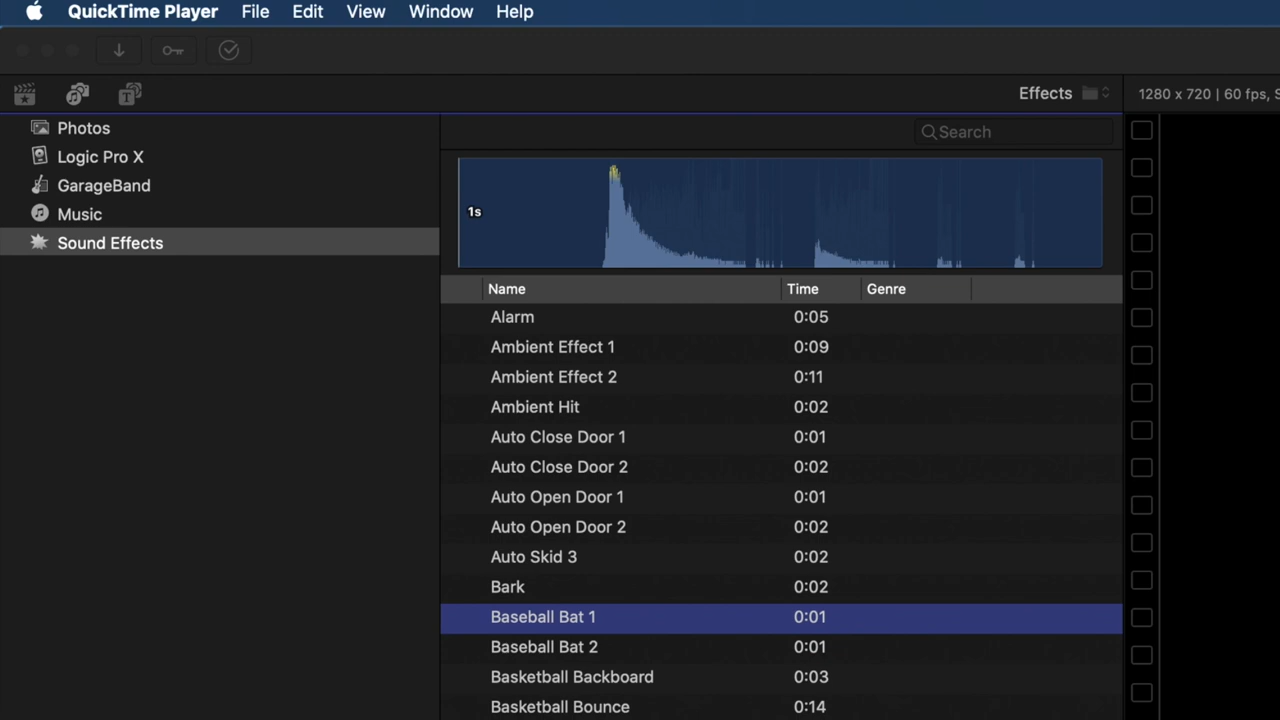 QuickTime Player File Edit View Window Help
Effects
1280 x 720 | 60 fps, S
Photos
Logic Pro X
GarageBand
Music
Sound Effects
Search
1s
Name Time Genre
Alarm 0:05
Ambient Effect 1 0:09
Ambient Effect 2 0:11
Ambient Hit 0:02
Auto Close Door 1 0:01
Auto Close Door 2 0:02
Auto Open Door 1 0:01
Auto Open Door 2 0:02
Auto Skid 3 0:02
Bark 0:02
Baseball Bat 1 0:01
Baseball Bat 2 0:01
Basketball Backboard 0:03
Basketball Bounce 0:14